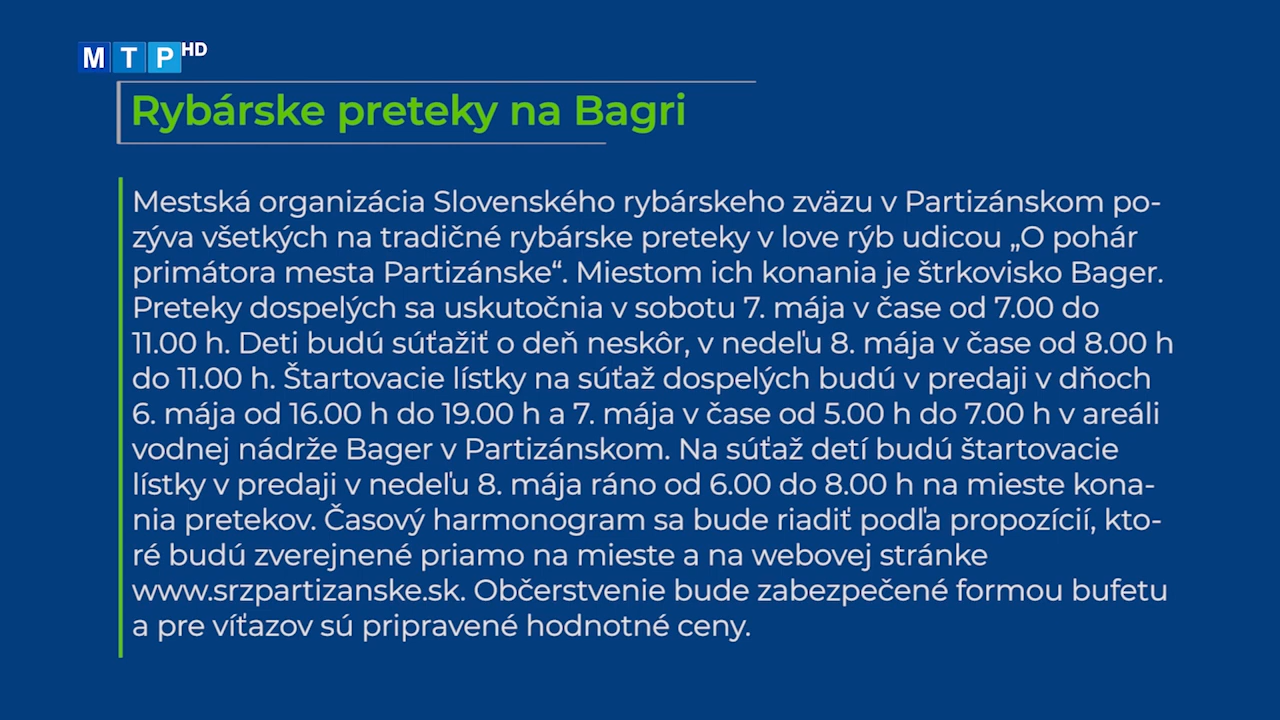 MTP HD
Rybárske preteky na Bagri
Mestská organizácia Slovenského rybárskeho zväzu v Partizánskom po-
zýva všetkých na tradičné rybárske preteky v love rýb udicou „O pohár
primátora mesta Partizánske“. Miestom ich konania je štrkovisko Bager.
Preteky dospelých sa uskutočnia v sobotu 7. mája v čase od 7.00 do
11.00 h. Deti budú súťažiť o deň neskôr, v nedeľu 8. mája v čase od 8.00 h
do 11.00 h. Štartovacie lístky na súťaž dospelých budú v predaji v dňoch
6. mája od 16.00 h do 19.00 h a 7. mája v čase od 5.00 h do 7.00 h v areáli
vodnej nádrže Bager v Partizánskom. Na súťaž detí budú štartovacie
lístky v predaji v nedeľu 8. mája ráno od 6.00 do 8.00 h na mieste kona-
nia pretekov. Časový harmonogram sa bude riadiť podľa propozícií, kto-
ré budú zverejnené priamo na mieste a na webovej stránke
www.srzpartizanske.sk. Občerstvenie bude zabezpečené formou bufetu
a pre víťazov sú pripravené hodnotné ceny.